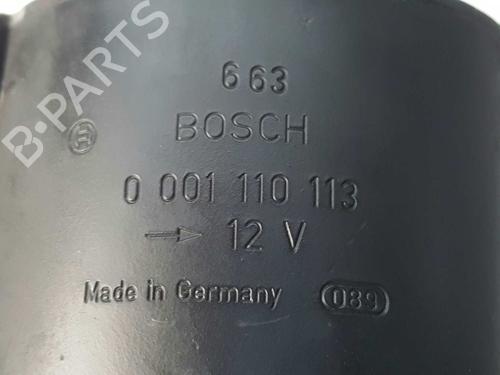 B-PARTS
663
BOSCH
0 001 110 113
→ 12 V
Made in Germany 089